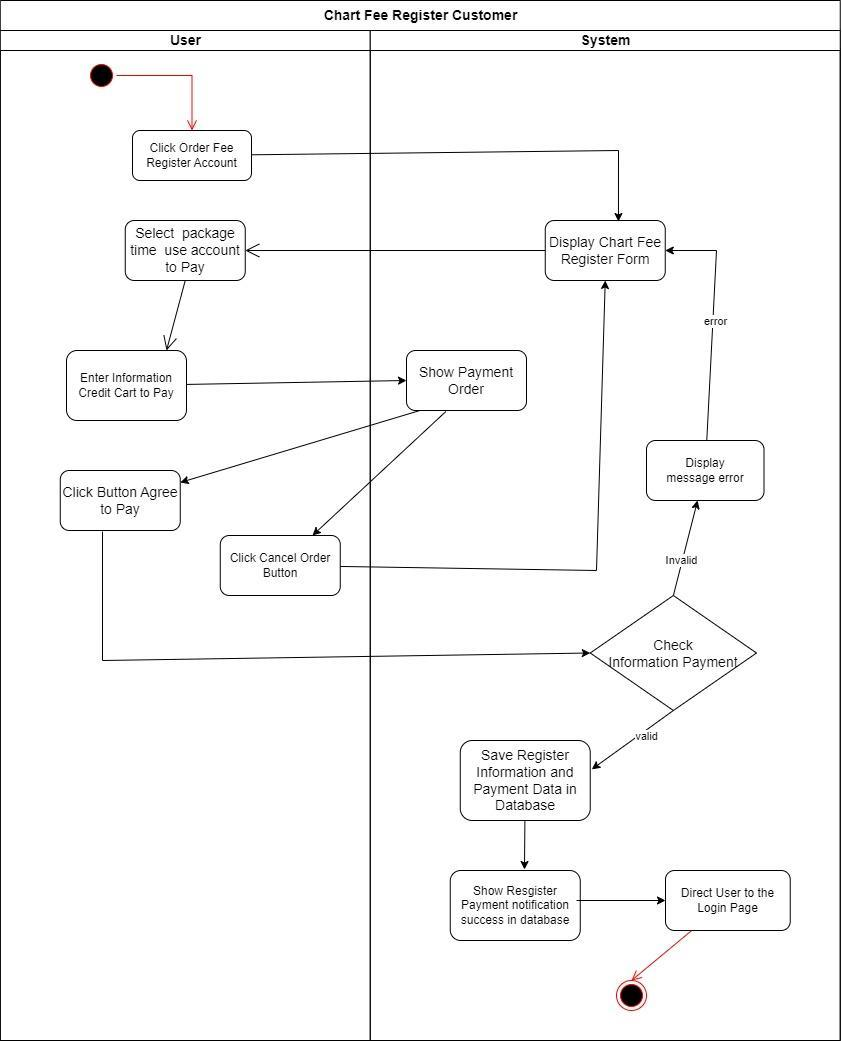 Chart Fee Register Customer
User
System
Click Order Fee
Register Account
Select  package
time  use account
to Pay
Display Chart Fee
Register Form
error
Enter Information
Credit Cart to Pay
Show Payment
Order
Display
message error
Click Button Agree
to Pay
Click Cancel Order
Button
Invalid
Check
Information Payment
valid
Save Register
Information and
Payment Data in
Database
Show Resgister
Payment notification
success in database
Direct User to the
Login Page